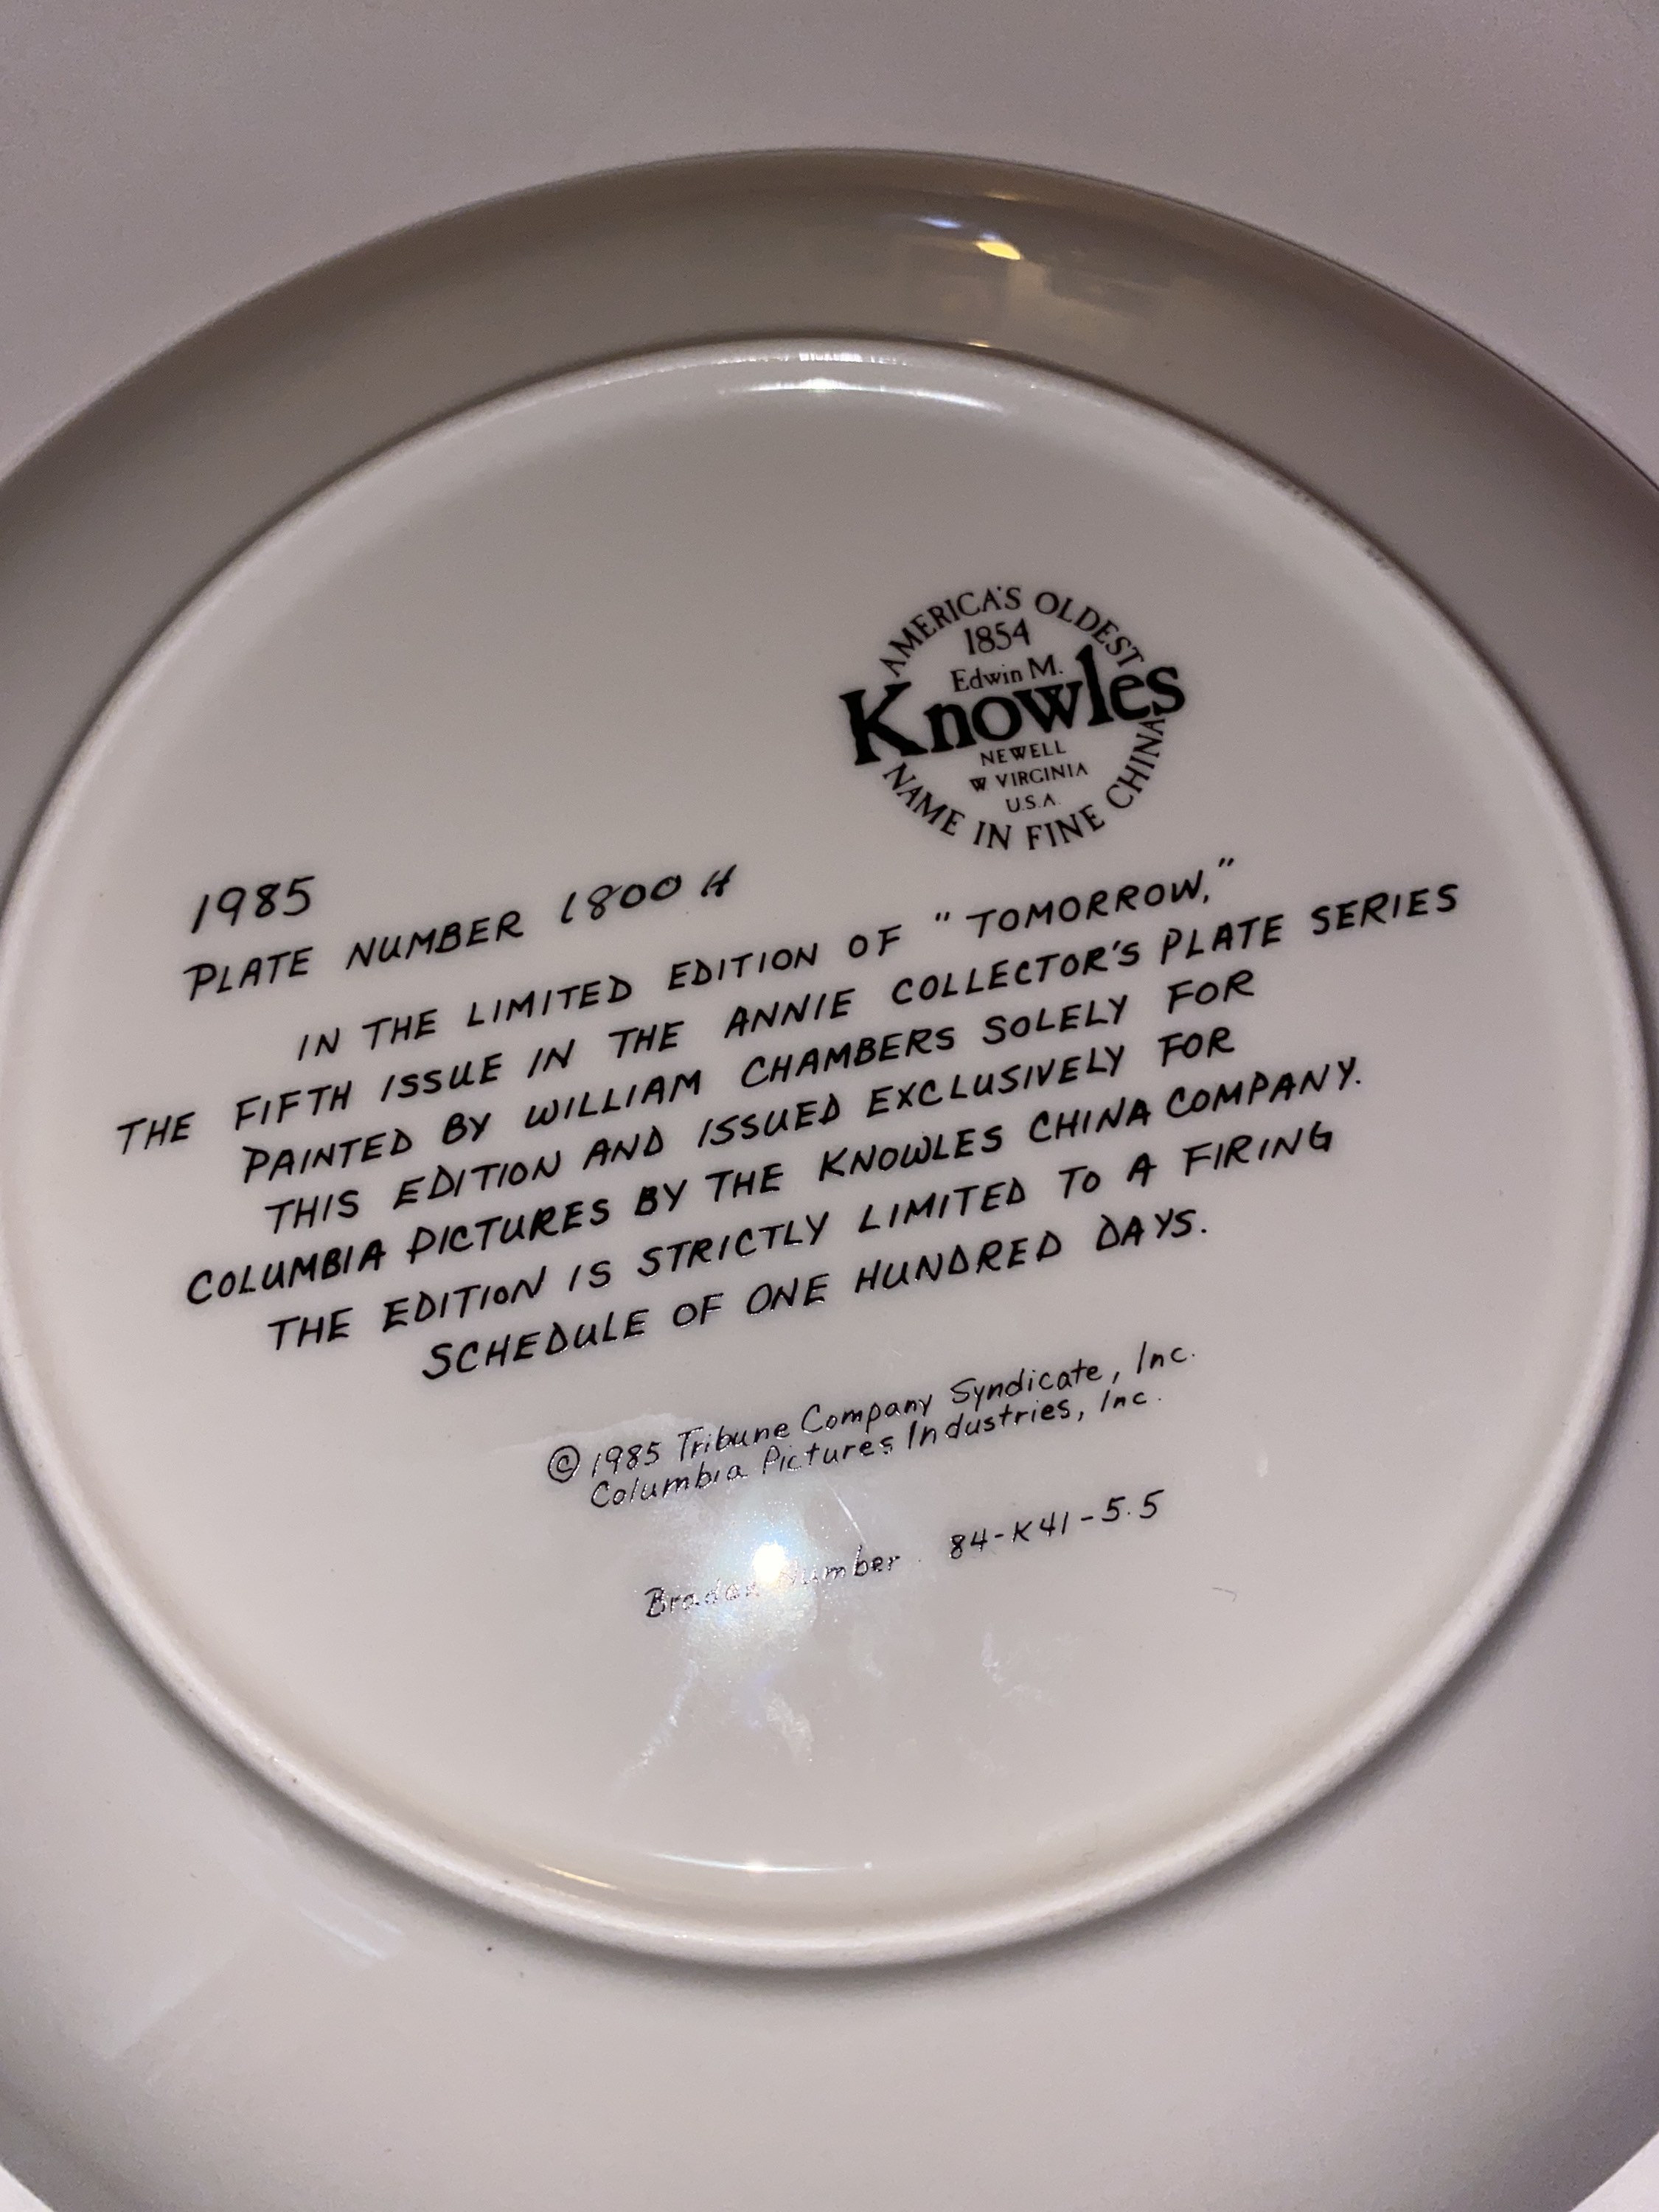 AMERICA'S OLDEST
1854
Edwin M.
Knowles
NEWELL
W VIRGINIA
U.S.A.
NAME IN FINE CHINA
1985
PLATE NUMBER 1800 H
IN THE LIMITED EDITION OF "TOMORROW,"
THE FIFTH ISSUE IN THE ANNIE COLLECTOR'S PLATE SERIES
PAINTED BY WILLIAM CHAMBERS SOLELY FOR
THIS EDITION AND ISSUED EXCLUSIVELY FOR
COLUMBIA PICTURES BY THE KNOWLES CHINA COMPANY.
THE EDITION IS STRICTLY LIMITED TO A FIRING
SCHEDULE OF ONE HUNDRED DAYS.
© 1985 Tribune Company Syndicate, Inc.
Columbia Pictures Industries, Inc.
Number 84-K41-5.5